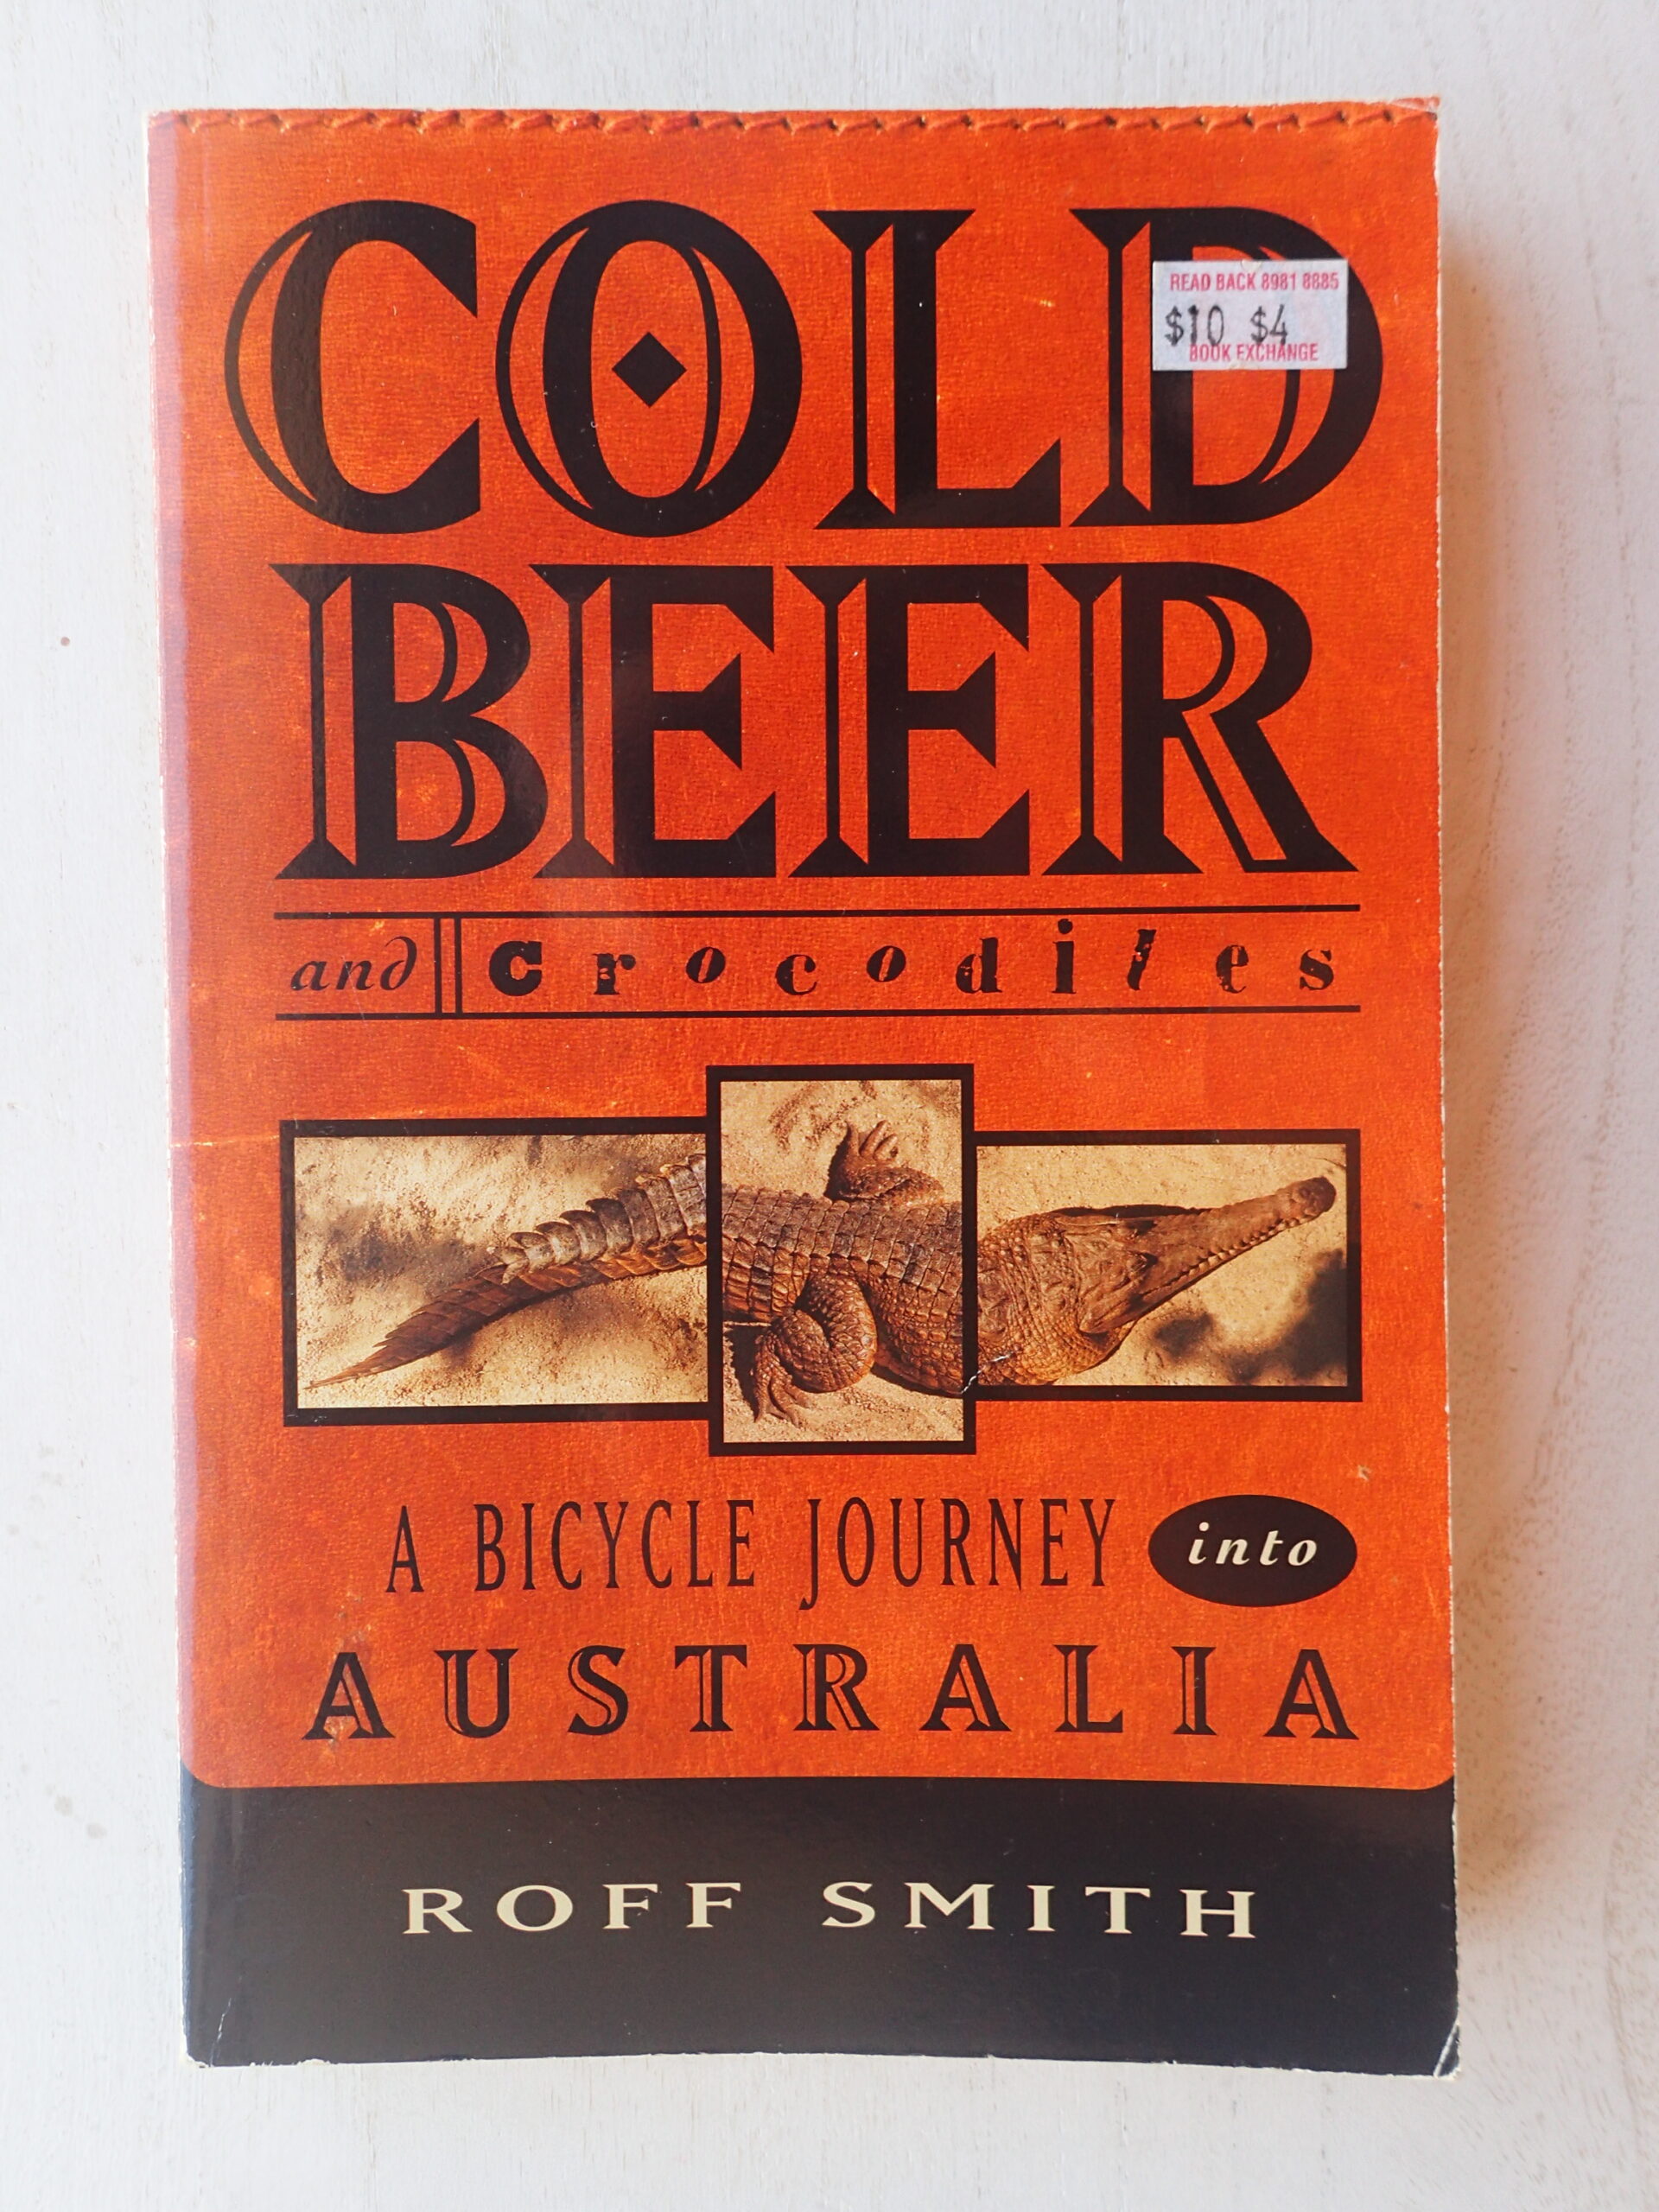 COLD
READ BACK 8981 8885
$10 $4
BOOK EXCHANGE
BEER
and Crocodiles
A BICYCLE JOURNEY into
AUSTRALIA
ROFF SMITH